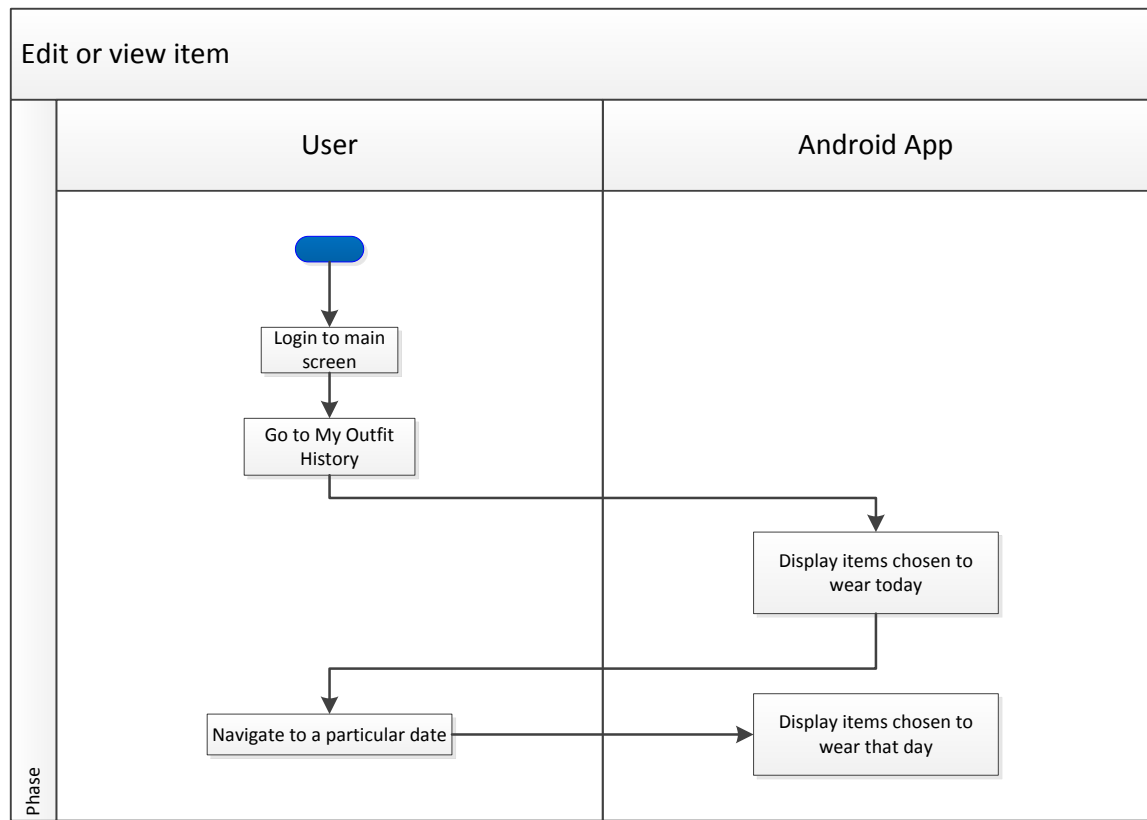 Edit or view item
User
Android App
Login to main
screen
Go to My Outfit
History
Display items chosen to
wear today
Navigate to a particular date
Display items chosen to
wear that day
Phase